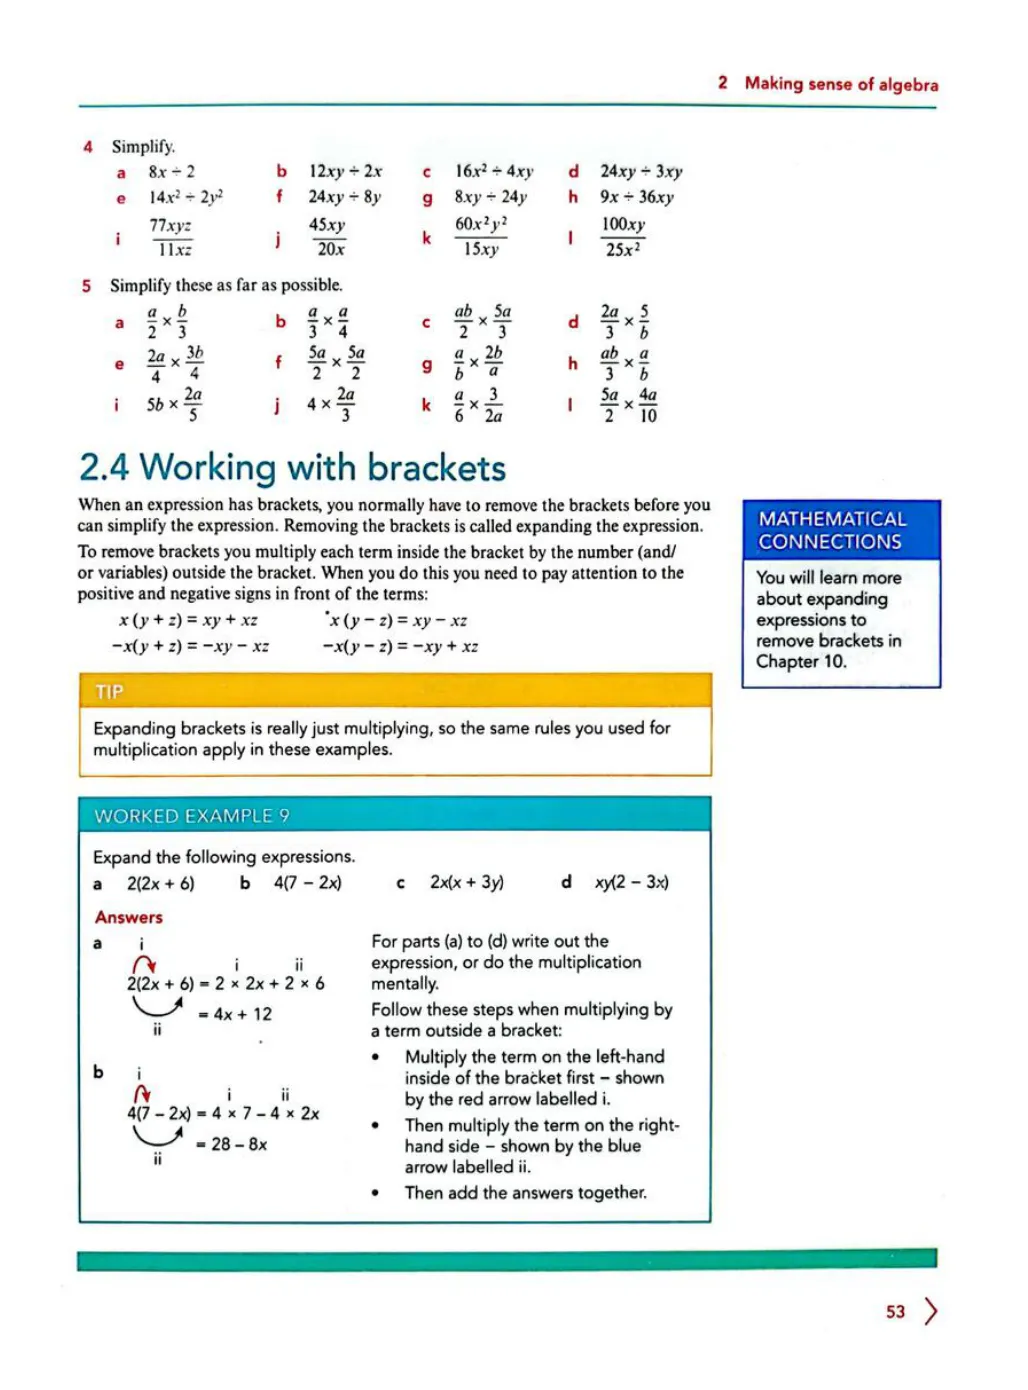 2 Making sense of algebra
4 Simplify.
a 8x ÷ 2 b 12xy ÷ 2x c 16x² ÷ 4xy d 24xy ÷ 3xy
e 14x² ÷ 2y² f 24xy ÷ 8y g 8xy ÷ 24y h 9x ÷ 36xy
i 77xyz/11xz j 45xy/20x k 60x²y²/15xy l 100xy/25x²
5 Simplify these as far as possible.
a a/2 × b/3 b a/3 × a/4 c ab/2 × 5a/3 d 2a/3 × 5/b
e 2a/4 × 3b/4 f 5a/2 × 5a/2 g a/b × 2b/a h ab/3 × a/b
i 5b × 2a/5 j 4 × 2a/3 k a/6 × 3/2a l 5a/2 × 4a/10
2.4 Working with brackets
When an expression has brackets, you normally have to remove the brackets before you
can simplify the expression. Removing the brackets is called expanding the expression.
To remove brackets you multiply each term inside the bracket by the number (and/
or variables) outside the bracket. When you do this you need to pay attention to the
positive and negative signs in front of the terms:
x (y + z) = xy + xz x (y − z) = xy − xz
−x(y + z) = −xy − xz −x(y − z) = −xy + xz
MATHEMATICAL
CONNECTIONS
You will learn more
about expanding
expressions to
remove brackets in
Chapter 10.
TIP
Expanding brackets is really just multiplying, so the same rules you used for
multiplication apply in these examples.
WORKED EXAMPLE 9
Expand the following expressions.
a 2(2x + 6) b 4(7 − 2x) c 2x(x + 3y) d xy(2 − 3x)
Answers
a i
i ii
2(2x + 6) = 2 × 2x + 2 × 6
= 4x + 12
ii
b i
i ii
4(7 − 2x) = 4 × 7 − 4 × 2x
= 28 − 8x
ii
For parts (a) to (d) write out the
expression, or do the multiplication
mentally.
Follow these steps when multiplying by
a term outside a bracket:
• Multiply the term on the left-hand
inside of the bracket first − shown
by the red arrow labelled i.
• Then multiply the term on the right-
hand side − shown by the blue
arrow labelled ii.
• Then add the answers together.
53